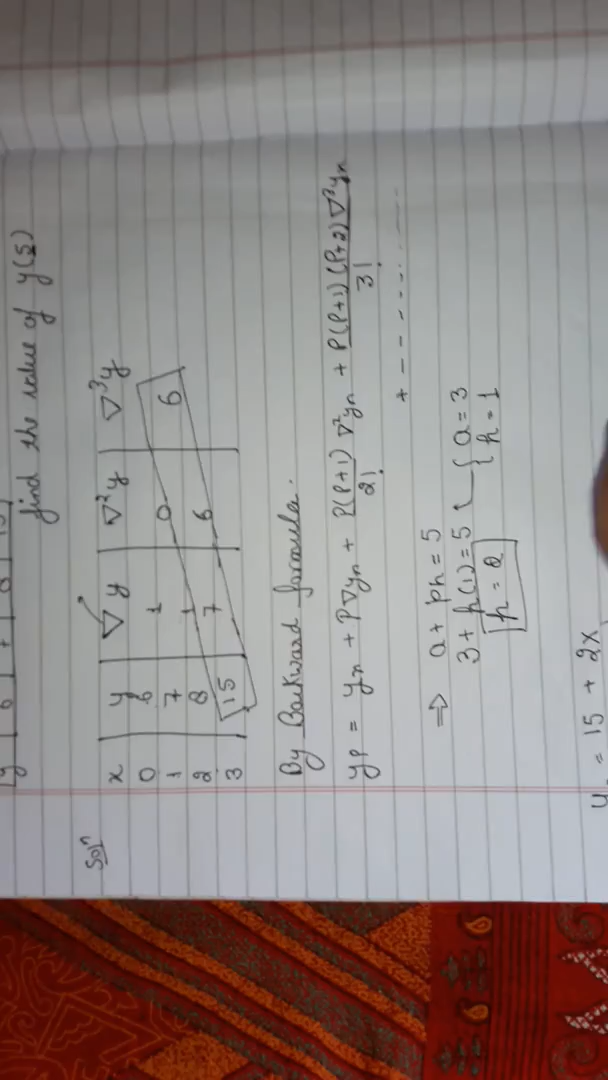 find the value of y(5)
Solⁿ
x y ∇y ∇²y ∇³y
0 6
1
1 7 0
1 6
2 8 6
7
3 15
By Backward formula.
yp = yn + P∇yn + P(P+1)/2! ∇²yn + P(P+1)(P+2)∇³yn/3!
+ - - - - - - -
⇒ a + ph = 5
3 + p(1) = 5 { a = 3
h = 1
p = 2
= 15 + 2x